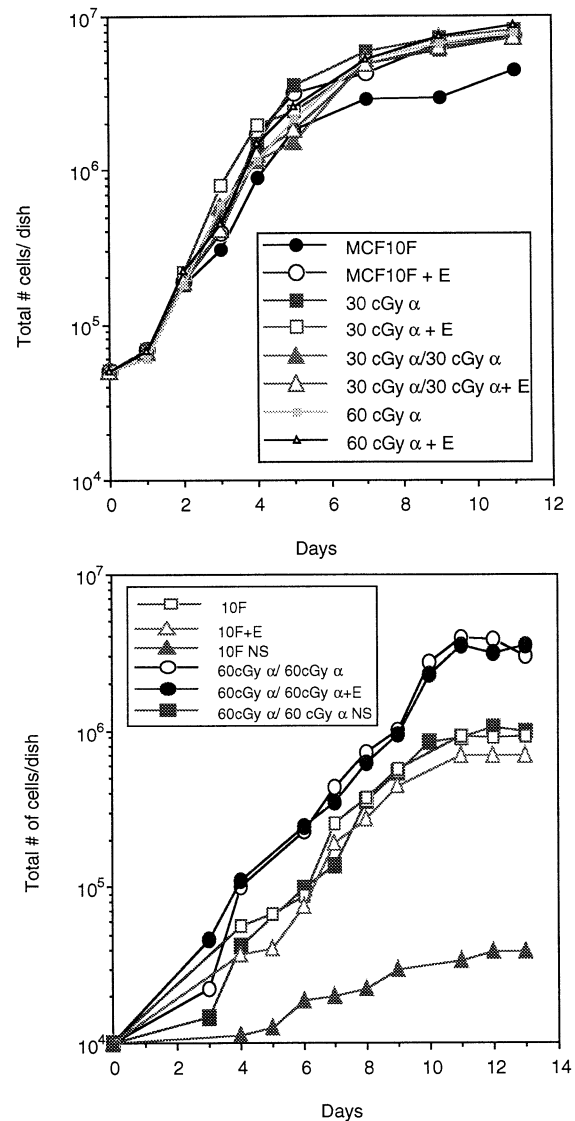 10^7
10^6
10^5
10^4
Total # cells/ dish
MCF10F
MCF10F + E
30 cGy α
30 cGy α + E
30 cGy α/30 cGy α
30 cGy α/30 cGy α+ E
60 cGy α
60 cGy α + E
0 2 4 6 8 10 12
Days
10^7
10^6
10^5
10^4
Total # of cells/dish
10F
10F+E
10F NS
60cGy α/ 60cGy α
60cGy α/ 60cGy α+E
60cGy α/ 60 cGy α NS
0 2 4 6 8 10 12 14
Days